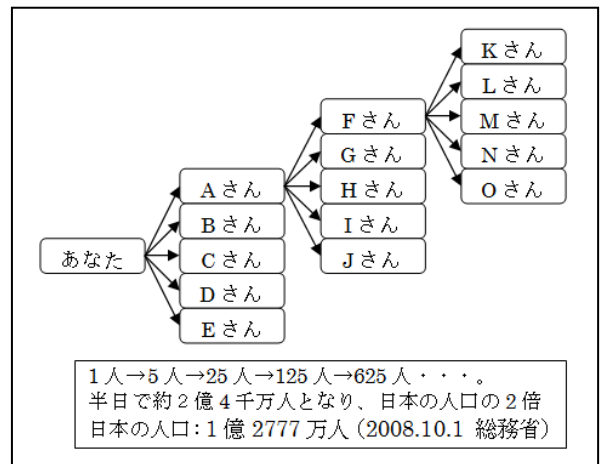 あなた
Aさん
Bさん
Cさん
Dさん
Eさん
Fさん
Gさん
Hさん
Iさん
Jさん
Kさん
Lさん
Mさん
Nさん
Oさん
1人→5人→25人→125人→625人・・・。
半日で約2億4千万人となり、日本の人口の2倍
日本の人口:1億2777万人(2008.10.1 総務省)